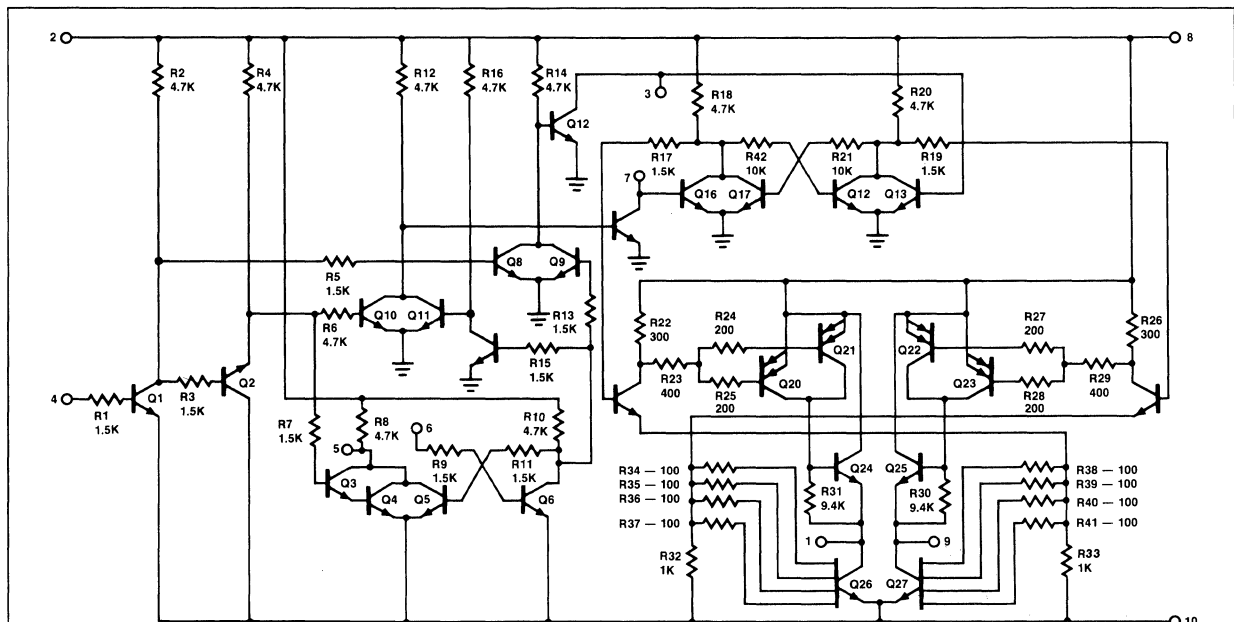 2
8
R2
4.7K
R4
4.7K
R12
4.7K
R16
4.7K
R14
4.7K
Q12
3
R18
4.7K
R20
4.7K
R17
1.5K
R42
10K
R21
10K
R19
1.5K
7
Q16
Q17
Q12
Q13
R5
1.5K
Q8
Q9
R6
4.7K
Q10
Q11
R13
1.5K
R15
1.5K
R22
300
R24
200
Q21
Q22
R27
200
R26
300
R23
400
R25
200
Q20
Q23
R28
200
R29
400
4
R1
1.5K
Q1
R3
1.5K
Q2
R7
1.5K
R8
4.7K
5
6
R9
1.5K
R11
1.5K
R10
4.7K
Q3
Q4
Q5
Q6
R34 — 100
R35 — 100
R36 — 100
R37 — 100
R32
1K
Q24
Q25
R31
9.4K
R30
9.4K
1
9
R38 — 100
R39 — 100
R40 — 100
R41 — 100
R33
1K
Q26
Q27
10